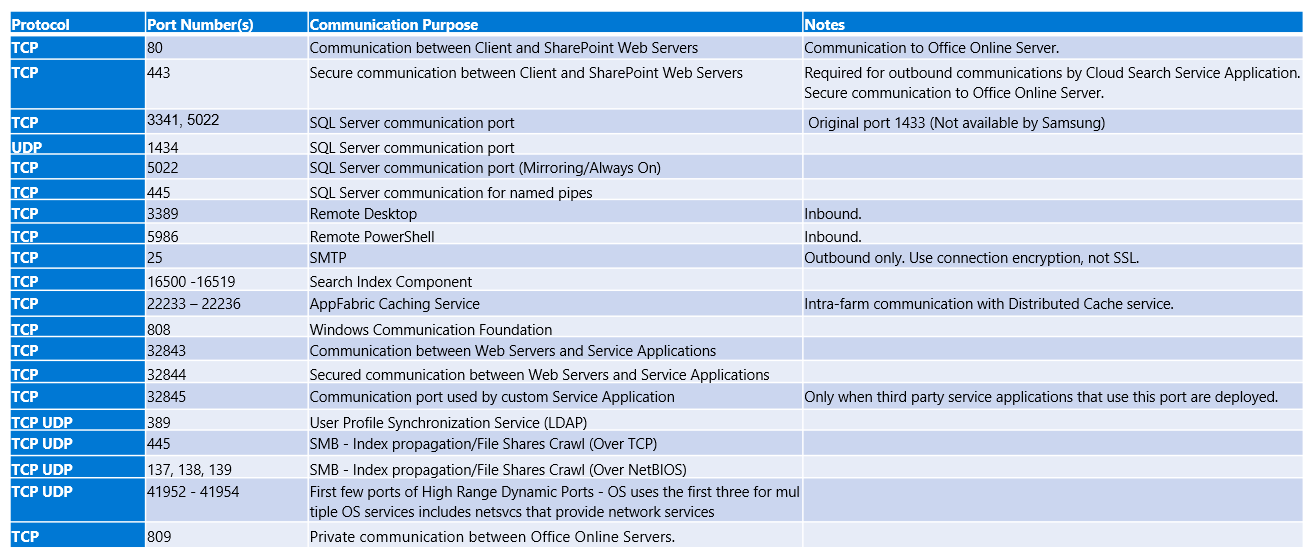 Protocol Port Number(s) Communication Purpose Notes
TCP 80 Communication between Client and SharePoint Web Servers Communication to Office Online Server.
TCP 443 Secure communication between Client and SharePoint Web Servers Required for outbound communications by Cloud Search Service Application.
Secure communication to Office Online Server.
TCP 3341, 5022 SQL Server communication port Original port 1433 (Not available by Samsung)
UDP 1434 SQL Server communication port
TCP 5022 SQL Server communication port (Mirroring/Always On)
TCP 445 SQL Server communication for named pipes
TCP 3389 Remote Desktop Inbound.
TCP 5986 Remote PowerShell Inbound.
TCP 25 SMTP Outbound only. Use connection encryption, not SSL.
TCP 16500 -16519 Search Index Component
TCP 22233 – 22236 AppFabric Caching Service Intra-farm communication with Distributed Cache service.
TCP 808 Windows Communication Foundation
TCP 32843 Communication between Web Servers and Service Applications
TCP 32844 Secured communication between Web Servers and Service Applications
TCP 32845 Communication port used by custom Service Application Only when third party service applications that use this port are deployed.
TCP UDP 389 User Profile Synchronization Service (LDAP)
TCP UDP 445 SMB - Index propagation/File Shares Crawl (Over TCP)
TCP UDP 137, 138, 139 SMB - Index propagation/File Shares Crawl (Over NetBIOS)
TCP UDP 41952 - 41954 First few ports of High Range Dynamic Ports - OS uses the first three for mul
tiple OS services includes netsvcs that provide network services
TCP 809 Private communication between Office Online Servers.